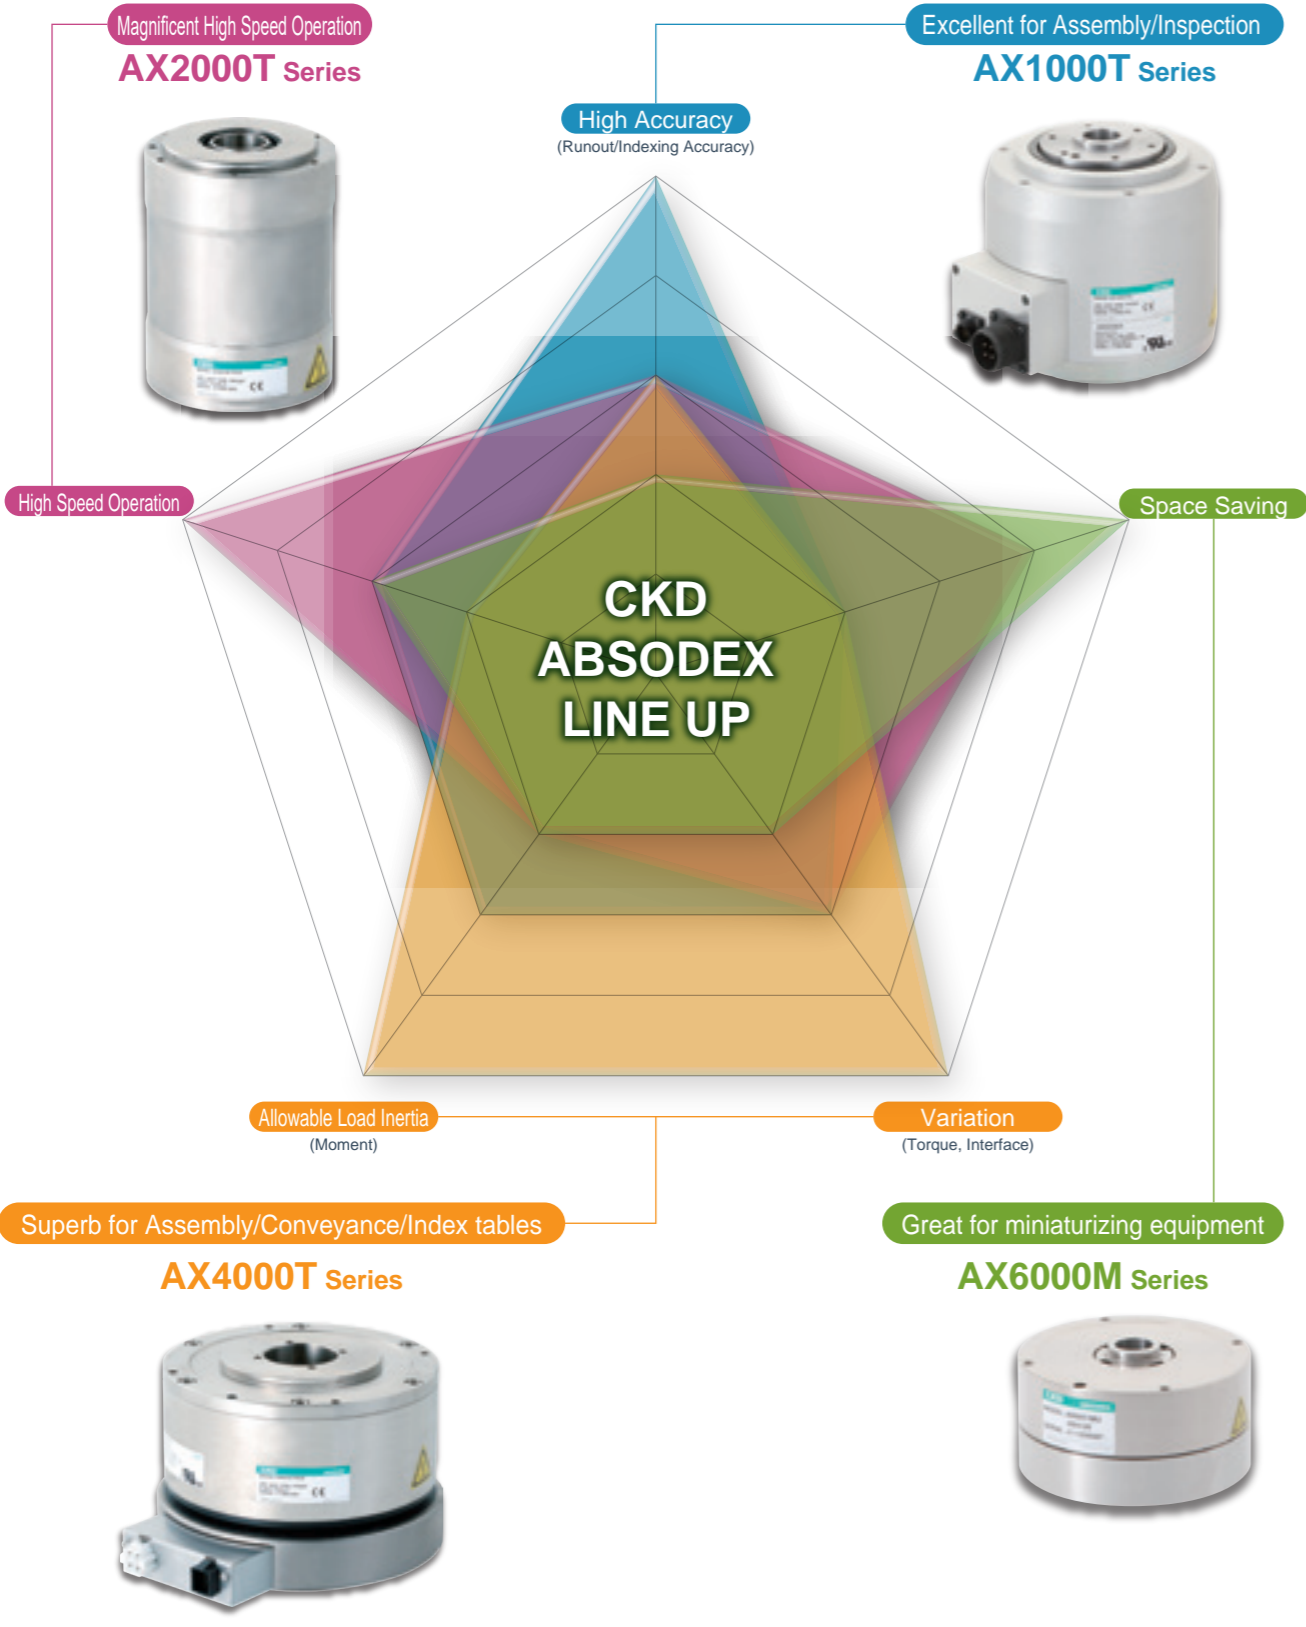 Magnificent High Speed Operation
AX2000T Series
Excellent for Assembly/Inspection
AX1000T Series
High Accuracy
(Runout/Indexing Accuracy)
High Speed Operation
Space Saving
CKD
ABSODEX
LINE UP
Allowable Load Inertia
(Moment)
Variation
(Torque, Interface)
Superb for Assembly/Conveyance/Index tables
AX4000T Series
Great for miniaturizing equipment
AX6000M Series